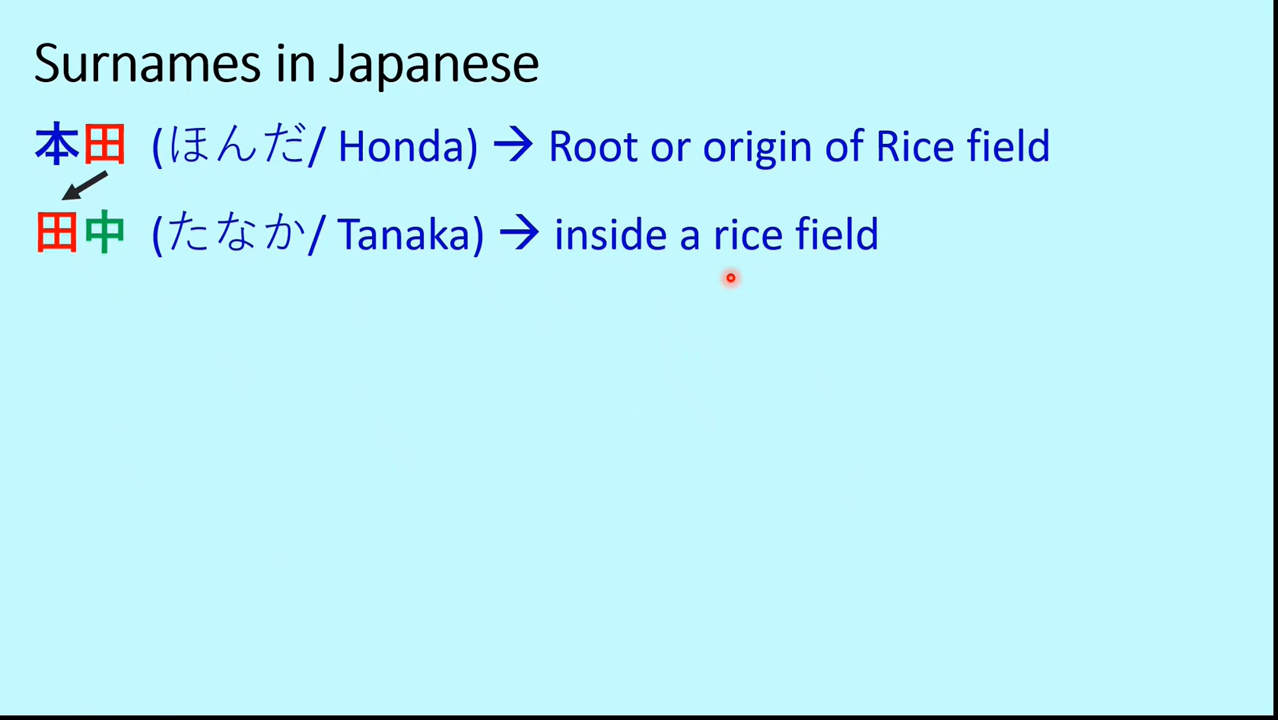 Surnames in Japanese
本田 (ほんだ/ Honda) → Root or origin of Rice field
田中 (たなか/ Tanaka) → inside a rice field